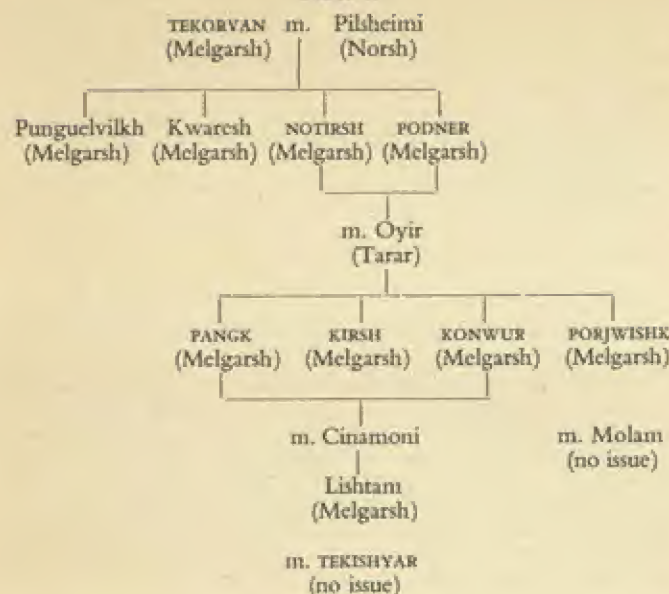 TEKORVAN m. Pilsheimi
(Melgarsh) (Norsh)
Punguelvilkh Kwaresh NOTIRSH PODNER
(Melgarsh) (Melgarsh) (Melgarsh) (Melgarsh)
m. Oyir
(Tarar)
PANGK KIRSH KONWUR PORJWISHK
(Melgarsh) (Melgarsh) (Melgarsh) (Melgarsh)
m. Cinamoni m. Molam
(no issue)
Lishtam
(Melgarsh)
m. TEKISHYAR
(no issue)